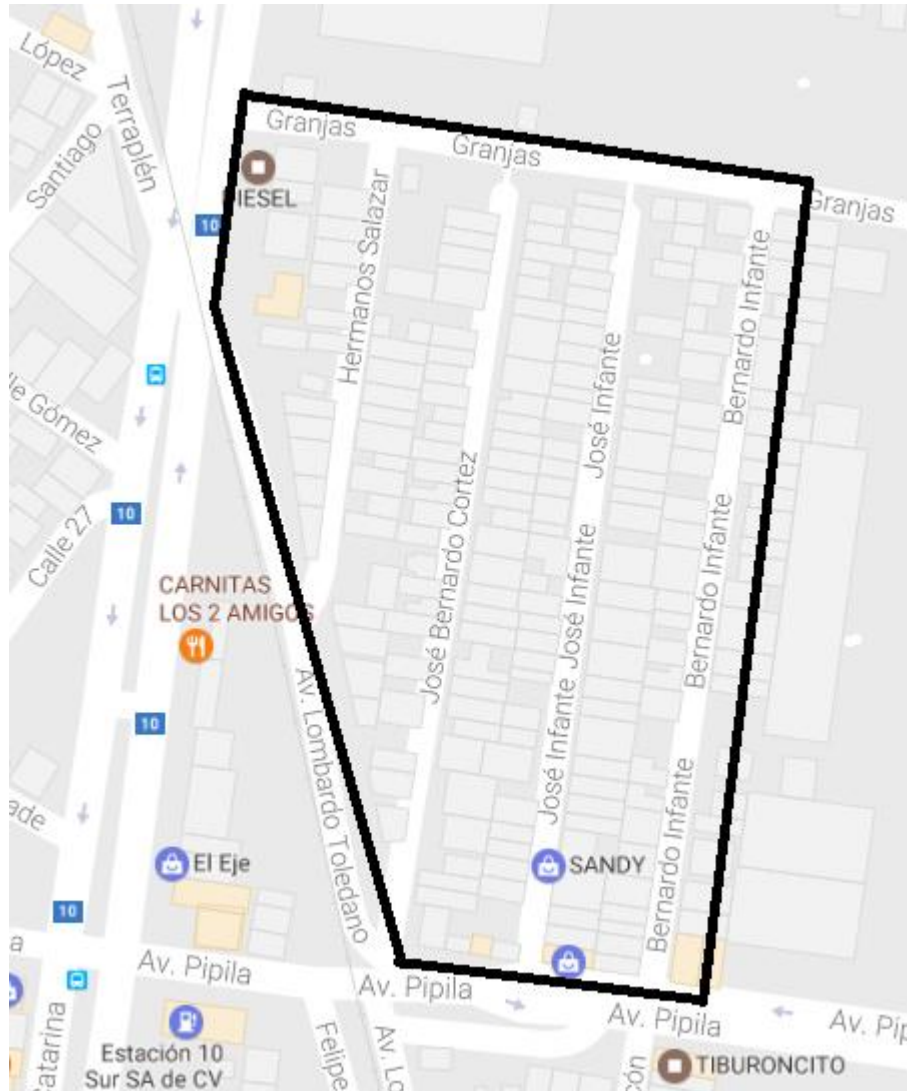 López
Terraplén
Santiago
Granjas
Granjas
Granjas
IESEL
10
Hermanos Salazar
Bernardo Infante
José Infante
Gómez
10
Calle 27
José Bernardo Cortez
Bernardo Infante
José Infante
José Infante
CARNITAS
LOS 2 AMIGOS
Av. Lombardo Toledano
10
Bernardo Infante
El Eje
SANDY
10
Av. Pipila
Av. Pipila
Av. Pipila
Av.
Estación 10
Sur SA de CV
Felipe
TIBURONCITO